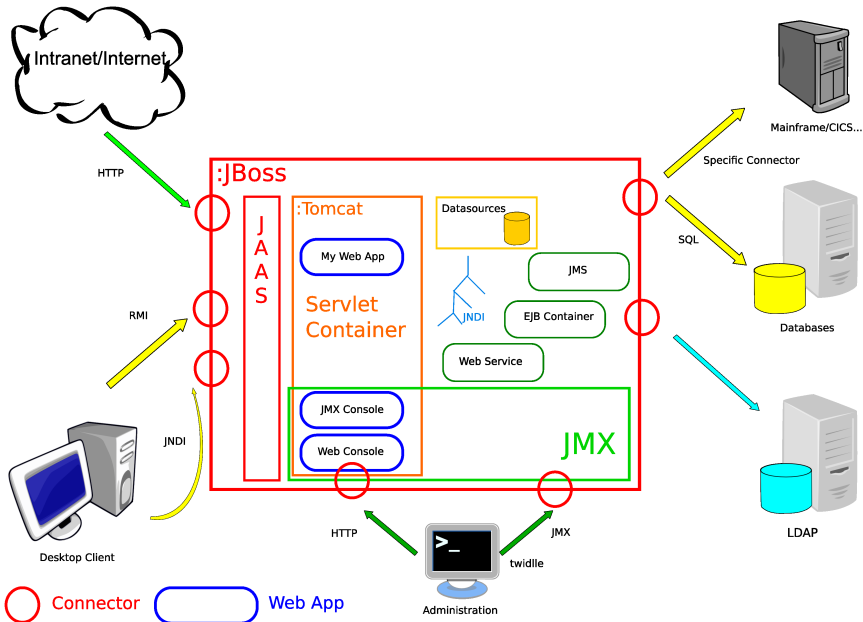 Intranet/Internet
HTTP
Mainframe/CICS...
Specific Connector
:JBoss
JAAS
:Tomcat
Datasources
My Web App
JMS
SQL
JNDI
EJB Container
Servlet
Container
Web Service
Databases
RMI
JMX Console
Web Console
JMX
JNDI
Desktop Client
HTTP
JMX
twidlle
LDAP
Administration
>_
Connector
Web App